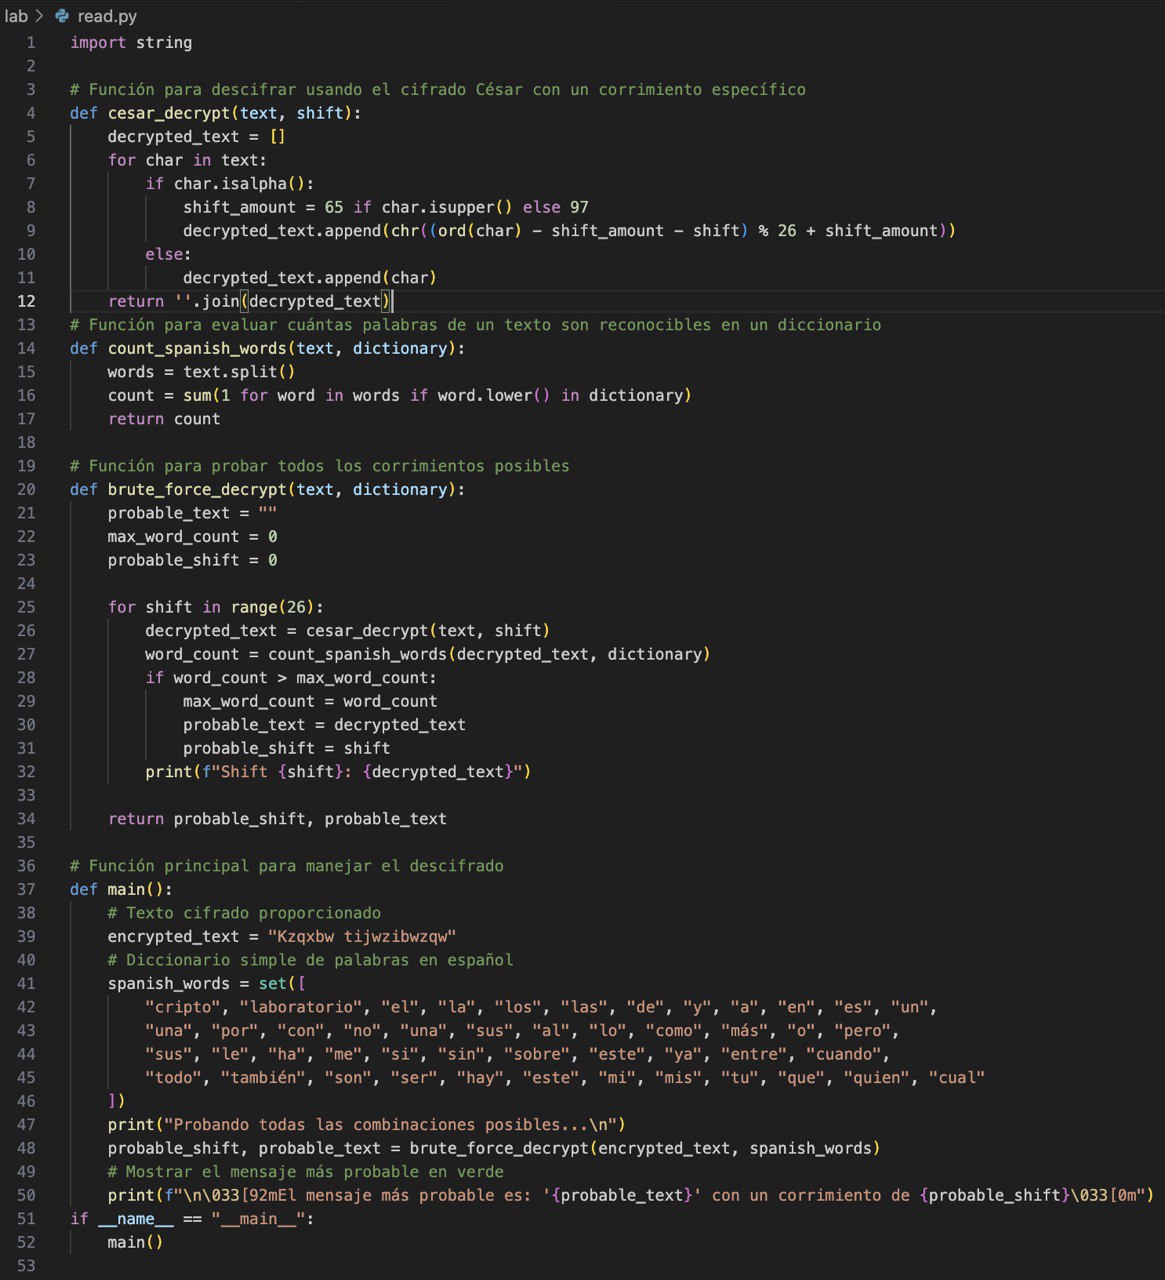 lab > read.py
1 import string
2
3 # Función para descifrar usando el cifrado César con un corrimiento específico
4 def cesar_decrypt(text, shift):
5     decrypted_text = []
6     for char in text:
7         if char.isalpha():
8             shift_amount = 65 if char.isupper() else 97
9             decrypted_text.append(chr((ord(char) - shift_amount - shift) % 26 + shift_amount))
10         else:
11             decrypted_text.append(char)
12     return ''.join(decrypted_text)
13 # Función para evaluar cuántas palabras de un texto son reconocibles en un diccionario
14 def count_spanish_words(text, dictionary):
15     words = text.split()
16     count = sum(1 for word in words if word.lower() in dictionary)
17     return count
18
19 # Función para probar todos los corrimientos posibles
20 def brute_force_decrypt(text, dictionary):
21     probable_text = ""
22     max_word_count = 0
23     probable_shift = 0
24
25     for shift in range(26):
26         decrypted_text = cesar_decrypt(text, shift)
27         word_count = count_spanish_words(decrypted_text, dictionary)
28         if word_count > max_word_count:
29             max_word_count = word_count
30             probable_text = decrypted_text
31             probable_shift = shift
32         print(f"Shift {shift}: {decrypted_text}")
33
34     return probable_shift, probable_text
35
36 # Función principal para manejar el descifrado
37 def main():
38     # Texto cifrado proporcionado
39     encrypted_text = "Kzqxbw tijwzibwzqw"
40     # Diccionario simple de palabras en español
41     spanish_words = set([
42         "cripto", "laboratorio", "el", "la", "los", "las", "de", "y", "a", "en", "es", "un",
43         "una", "por", "con", "no", "una", "sus", "al", "lo", "como", "más", "o", "pero",
44         "sus", "le", "ha", "me", "si", "sin", "sobre", "este", "ya", "entre", "cuando",
45         "todo", "también", "son", "ser", "hay", "este", "mi", "mis", "tu", "que", "quien", "cual"
46     ])
47     print("Probando todas las combinaciones posibles...\n")
48     probable_shift, probable_text = brute_force_decrypt(encrypted_text, spanish_words)
49     # Mostrar el mensaje más probable en verde
50     print(f"\n\033[92mEl mensaje más probable es: '{probable_text}' con un corrimiento de {probable_shift}\033[0m")
51 if __name__ == "__main__":
52     main()
53